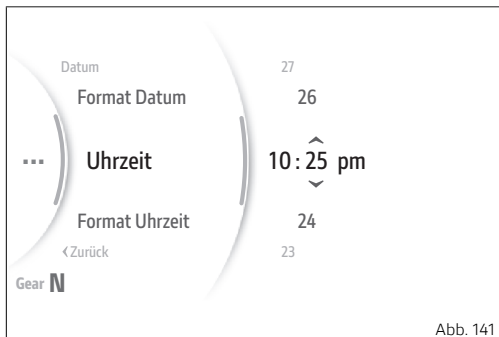 Datum 27
Format Datum 26
... Uhrzeit 10 : 25 pm
Format Uhrzeit 24
Zurück 23
Gear N
Abb. 141